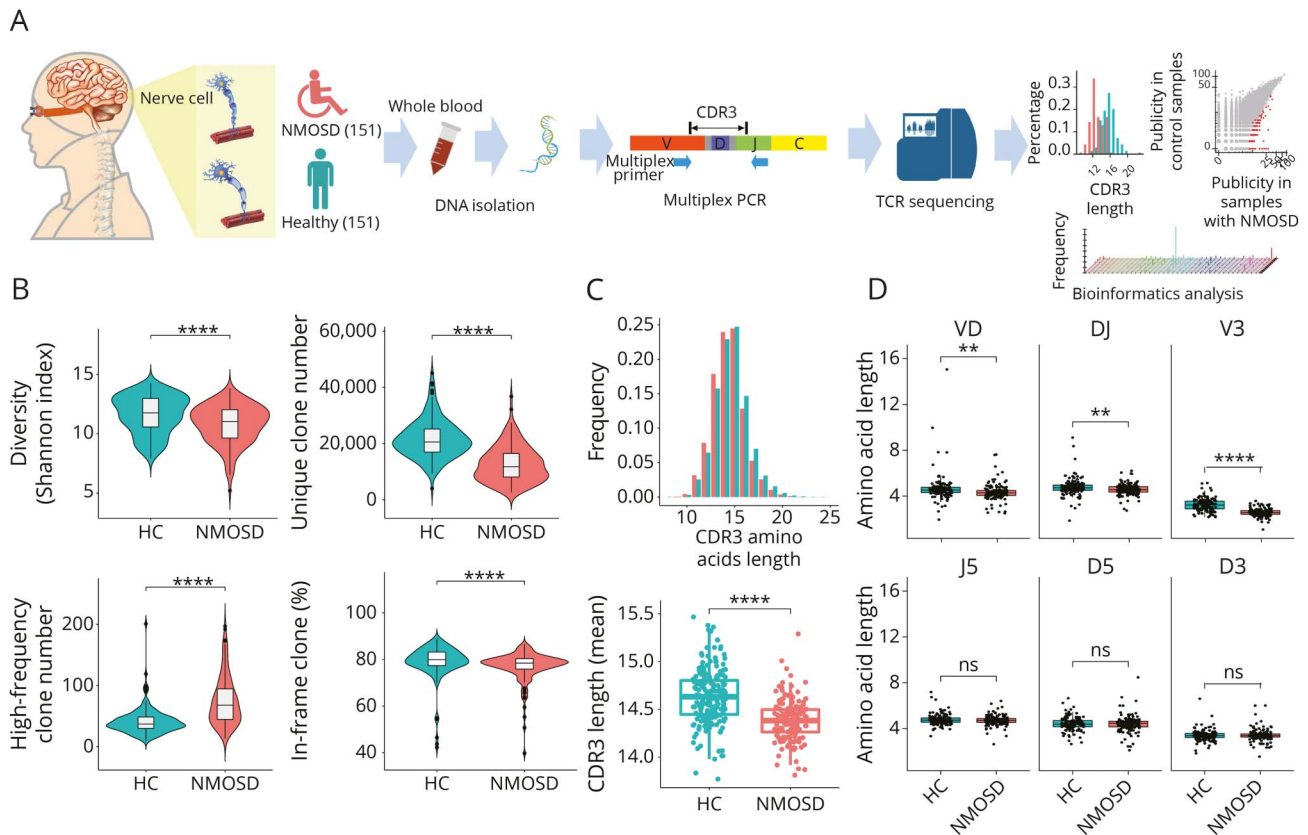 A
Nerve cell
NMOSD (151)
Healthy (151)
Whole blood
DNA isolation
CDR3
V
D
J
C
Multiplex
primer
Multiplex PCR
TCR sequencing
Percentage
12
16
20
CDR3
length
Publicity in
control samples
100
50
25
0
0
25
50
100
Publicity in
samples
with NMOSD
Frequency
Bioinformatics analysis
B
Diversity
(Shannon index)
15
10
5
****
HC
NMOSD
Unique clone number
60,000
40,000
20,000
0
****
HC
NMOSD
High-frequency
clone number
200
100
0
****
HC
NMOSD
In-frame clone (%)
100
80
60
40
****
HC
NMOSD
C
Frequency
0.25
0.20
0.15
0.10
0.05
0.00
10
15
20
25
CDR3 amino
acids length
CDR3 length (mean)
15.5
15.0
14.5
14.0
****
HC
NMOSD
D
VD
DJ
V3
Amino acid length
16
12
8
4
**
**
****
J5
D5
D3
Amino acid length
16
12
8
4
ns
ns
ns
HC
NMOSD
HC
NMOSD
HC
NMOSD